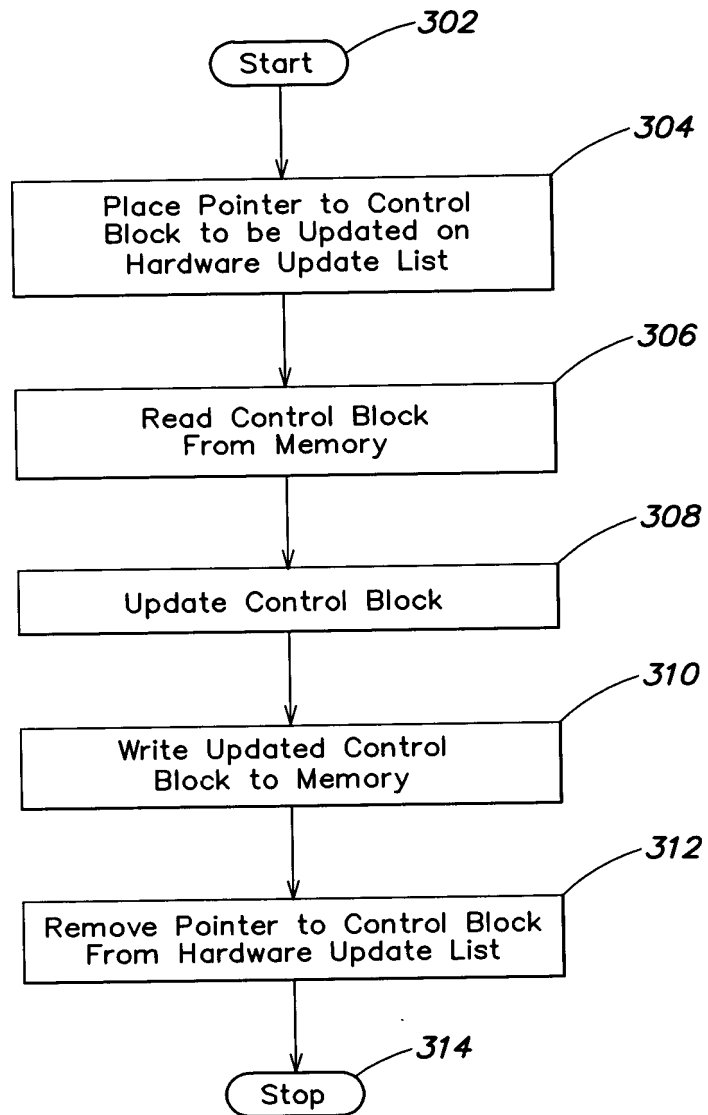 302
Start
304
Place Pointer to Control
Block to be Updated on
Hardware Update List
306
Read Control Block
From Memory
308
Update Control Block
310
Write Updated Control
Block to Memory
312
Remove Pointer to Control Block
From Hardware Update List
314
Stop